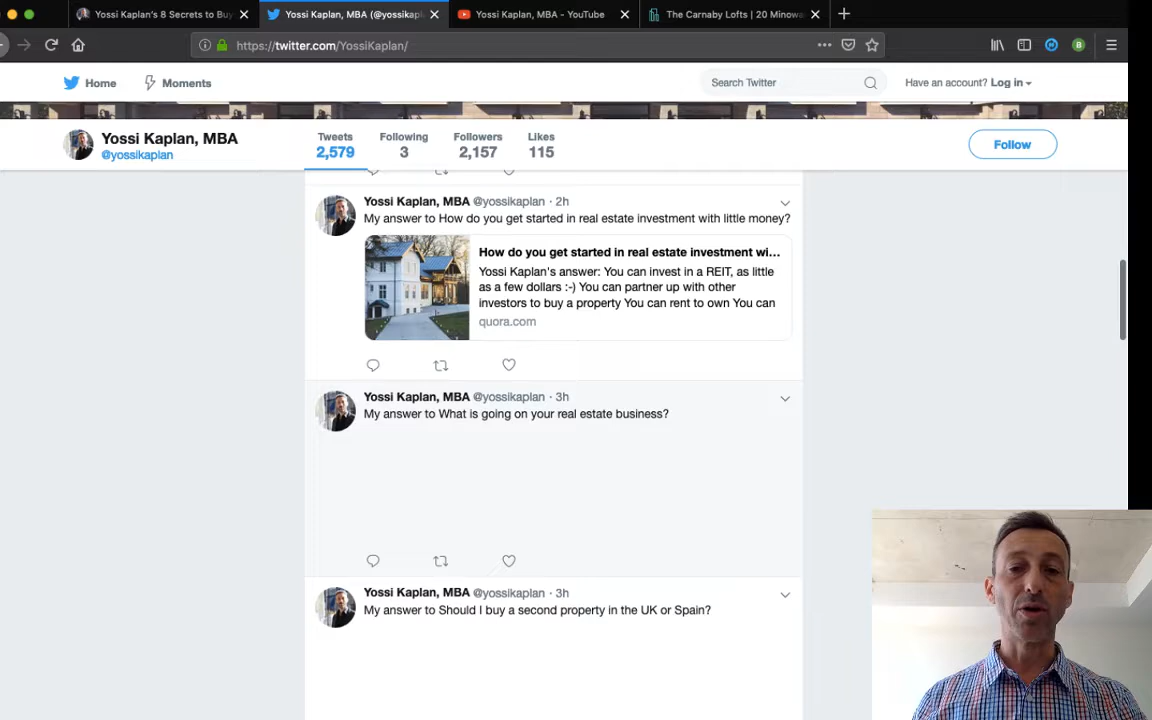 Yossi Kaplan's 8 Secrets to Buy
Yossi Kaplan, MBA (@yossikapl
Yossi Kaplan, MBA - YouTube
The Carnaby Lofts | 20 Minowa
https://twitter.com/YossiKaplan/
Home
Moments
Search Twitter
Have an account? Log in
Yossi Kaplan, MBA
@yossikaplan
Tweets
2,579
Following
3
Followers
2,157
Likes
115
Follow
Yossi Kaplan, MBA @yossikaplan · 2h
My answer to How do you get started in real estate investment with little money?
How do you get started in real estate investment wi...
Yossi Kaplan's answer: You can invest in a REIT, as little
as a few dollars :-) You can partner up with other
investors to buy a property You can rent to own You can
quora.com
Yossi Kaplan, MBA @yossikaplan · 3h
My answer to What is going on your real estate business?
Yossi Kaplan, MBA @yossikaplan · 3h
My answer to Should I buy a second property in the UK or Spain?